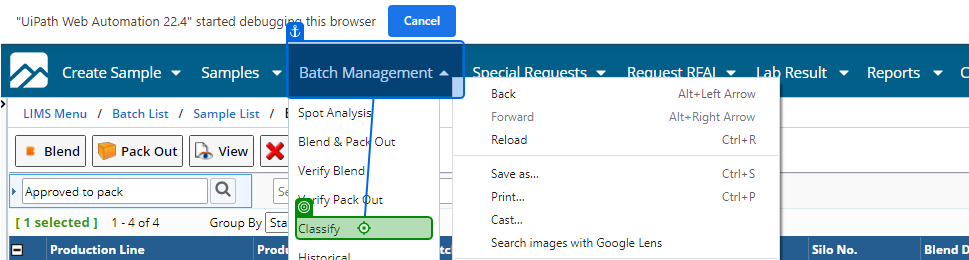 "UiPath Web Automation 22.4" started debugging this browser
Cancel
Create Sample
Samples
Batch Management
Special Requests
Request RFAI
Lab Result
Reports
LIMS Menu / Batch List / Sample List /
Blend
Pack Out
View
Approved to pack
[ 1 selected ] 1 - 4 of 4
Group By
Production Line
Spot Analysis
Blend & Pack Out
Verify Blend
Verify Pack Out
Classify
Historical
Back Alt+Left Arrow
Forward Alt+Right Arrow
Reload Ctrl+R
Save as... Ctrl+S
Print... Ctrl+P
Cast...
Search images with Google Lens
Silo No.
Blend D